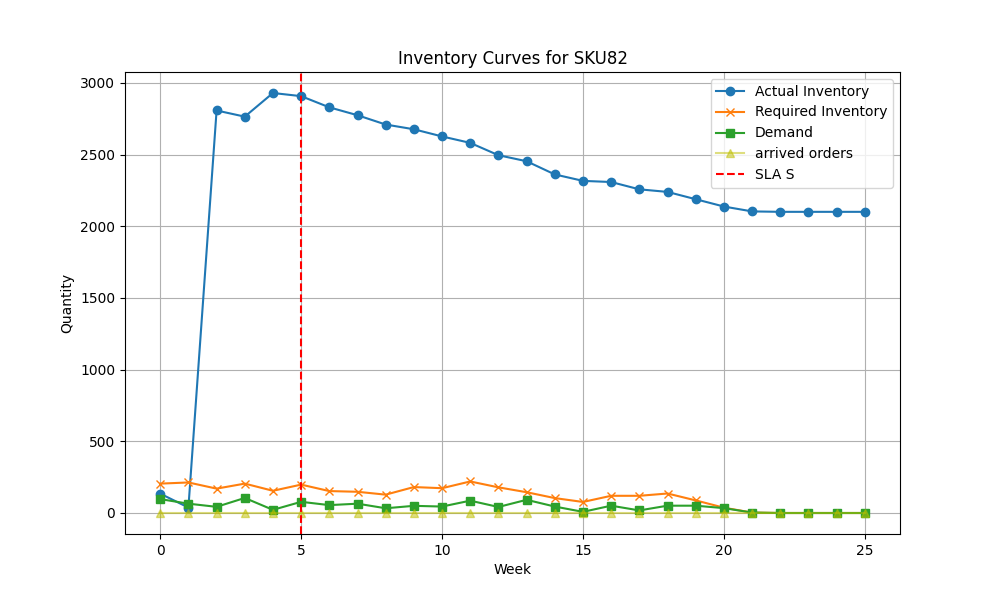 Inventory Curves for SKU82
3000
2500
2000
1500
1000
500
0
Quantity
Actual Inventory
Required Inventory
Demand
arrived orders
SLA S
0 5 10 15 20 25
Week